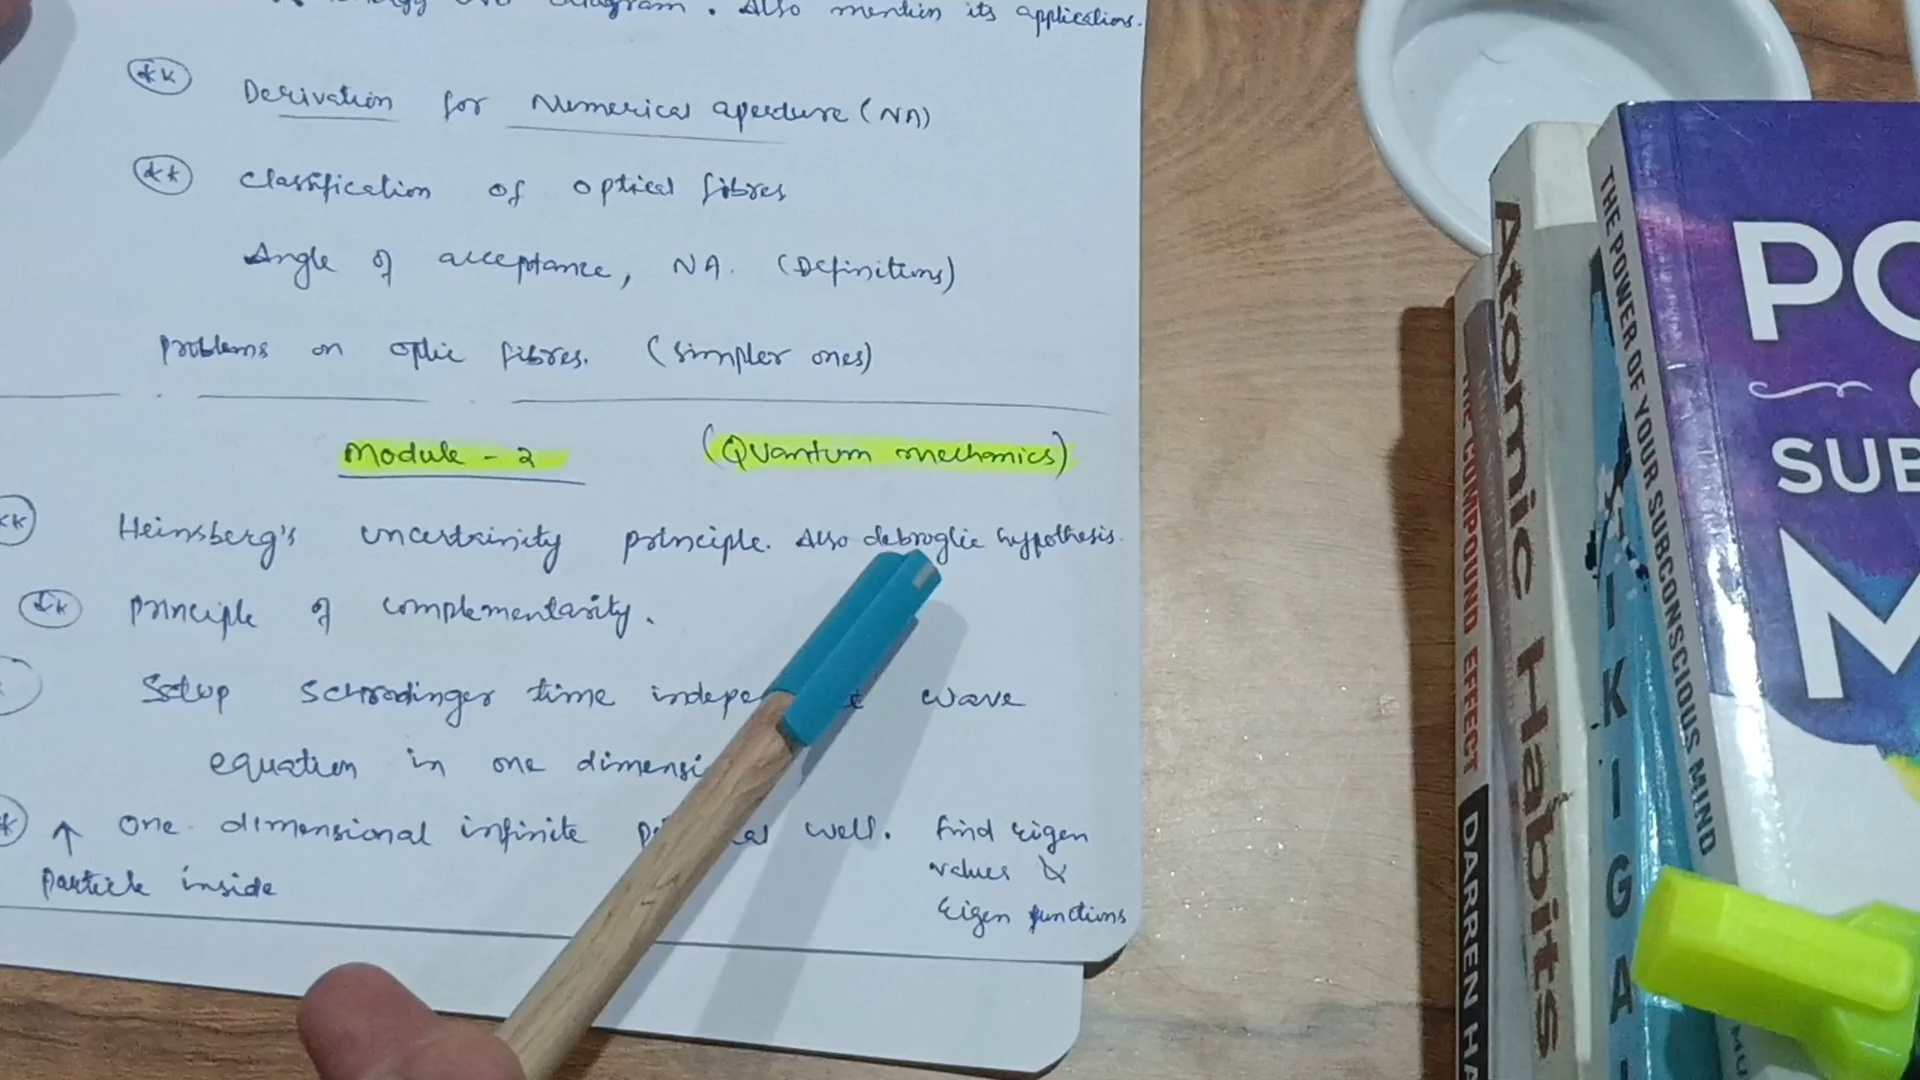 Diagram. Also mention its applications.
** Derivation for Numerical aperture (NA)
** Classification of optical fibres
Angle of acceptance, NA. (Definitions)
Problems on optic fibres. (simpler ones)
Module - 2 (Quantum mechanics)
Heinsberg's uncertainity principle. Also debroglie hypothesis.
** Principle of complementarity.
Setup Schrodinger time indepe wave
equation in one dimensi
↑ One dimensional infinite well. Find Eigen
Particle inside
values &
Eigen functions
THE COMPOUND EFFECT DARREN HA
Atomic Habits
IKIGAI
THE POWER OF YOUR SUBCONSCIOUS MIND
PO
SUB
M